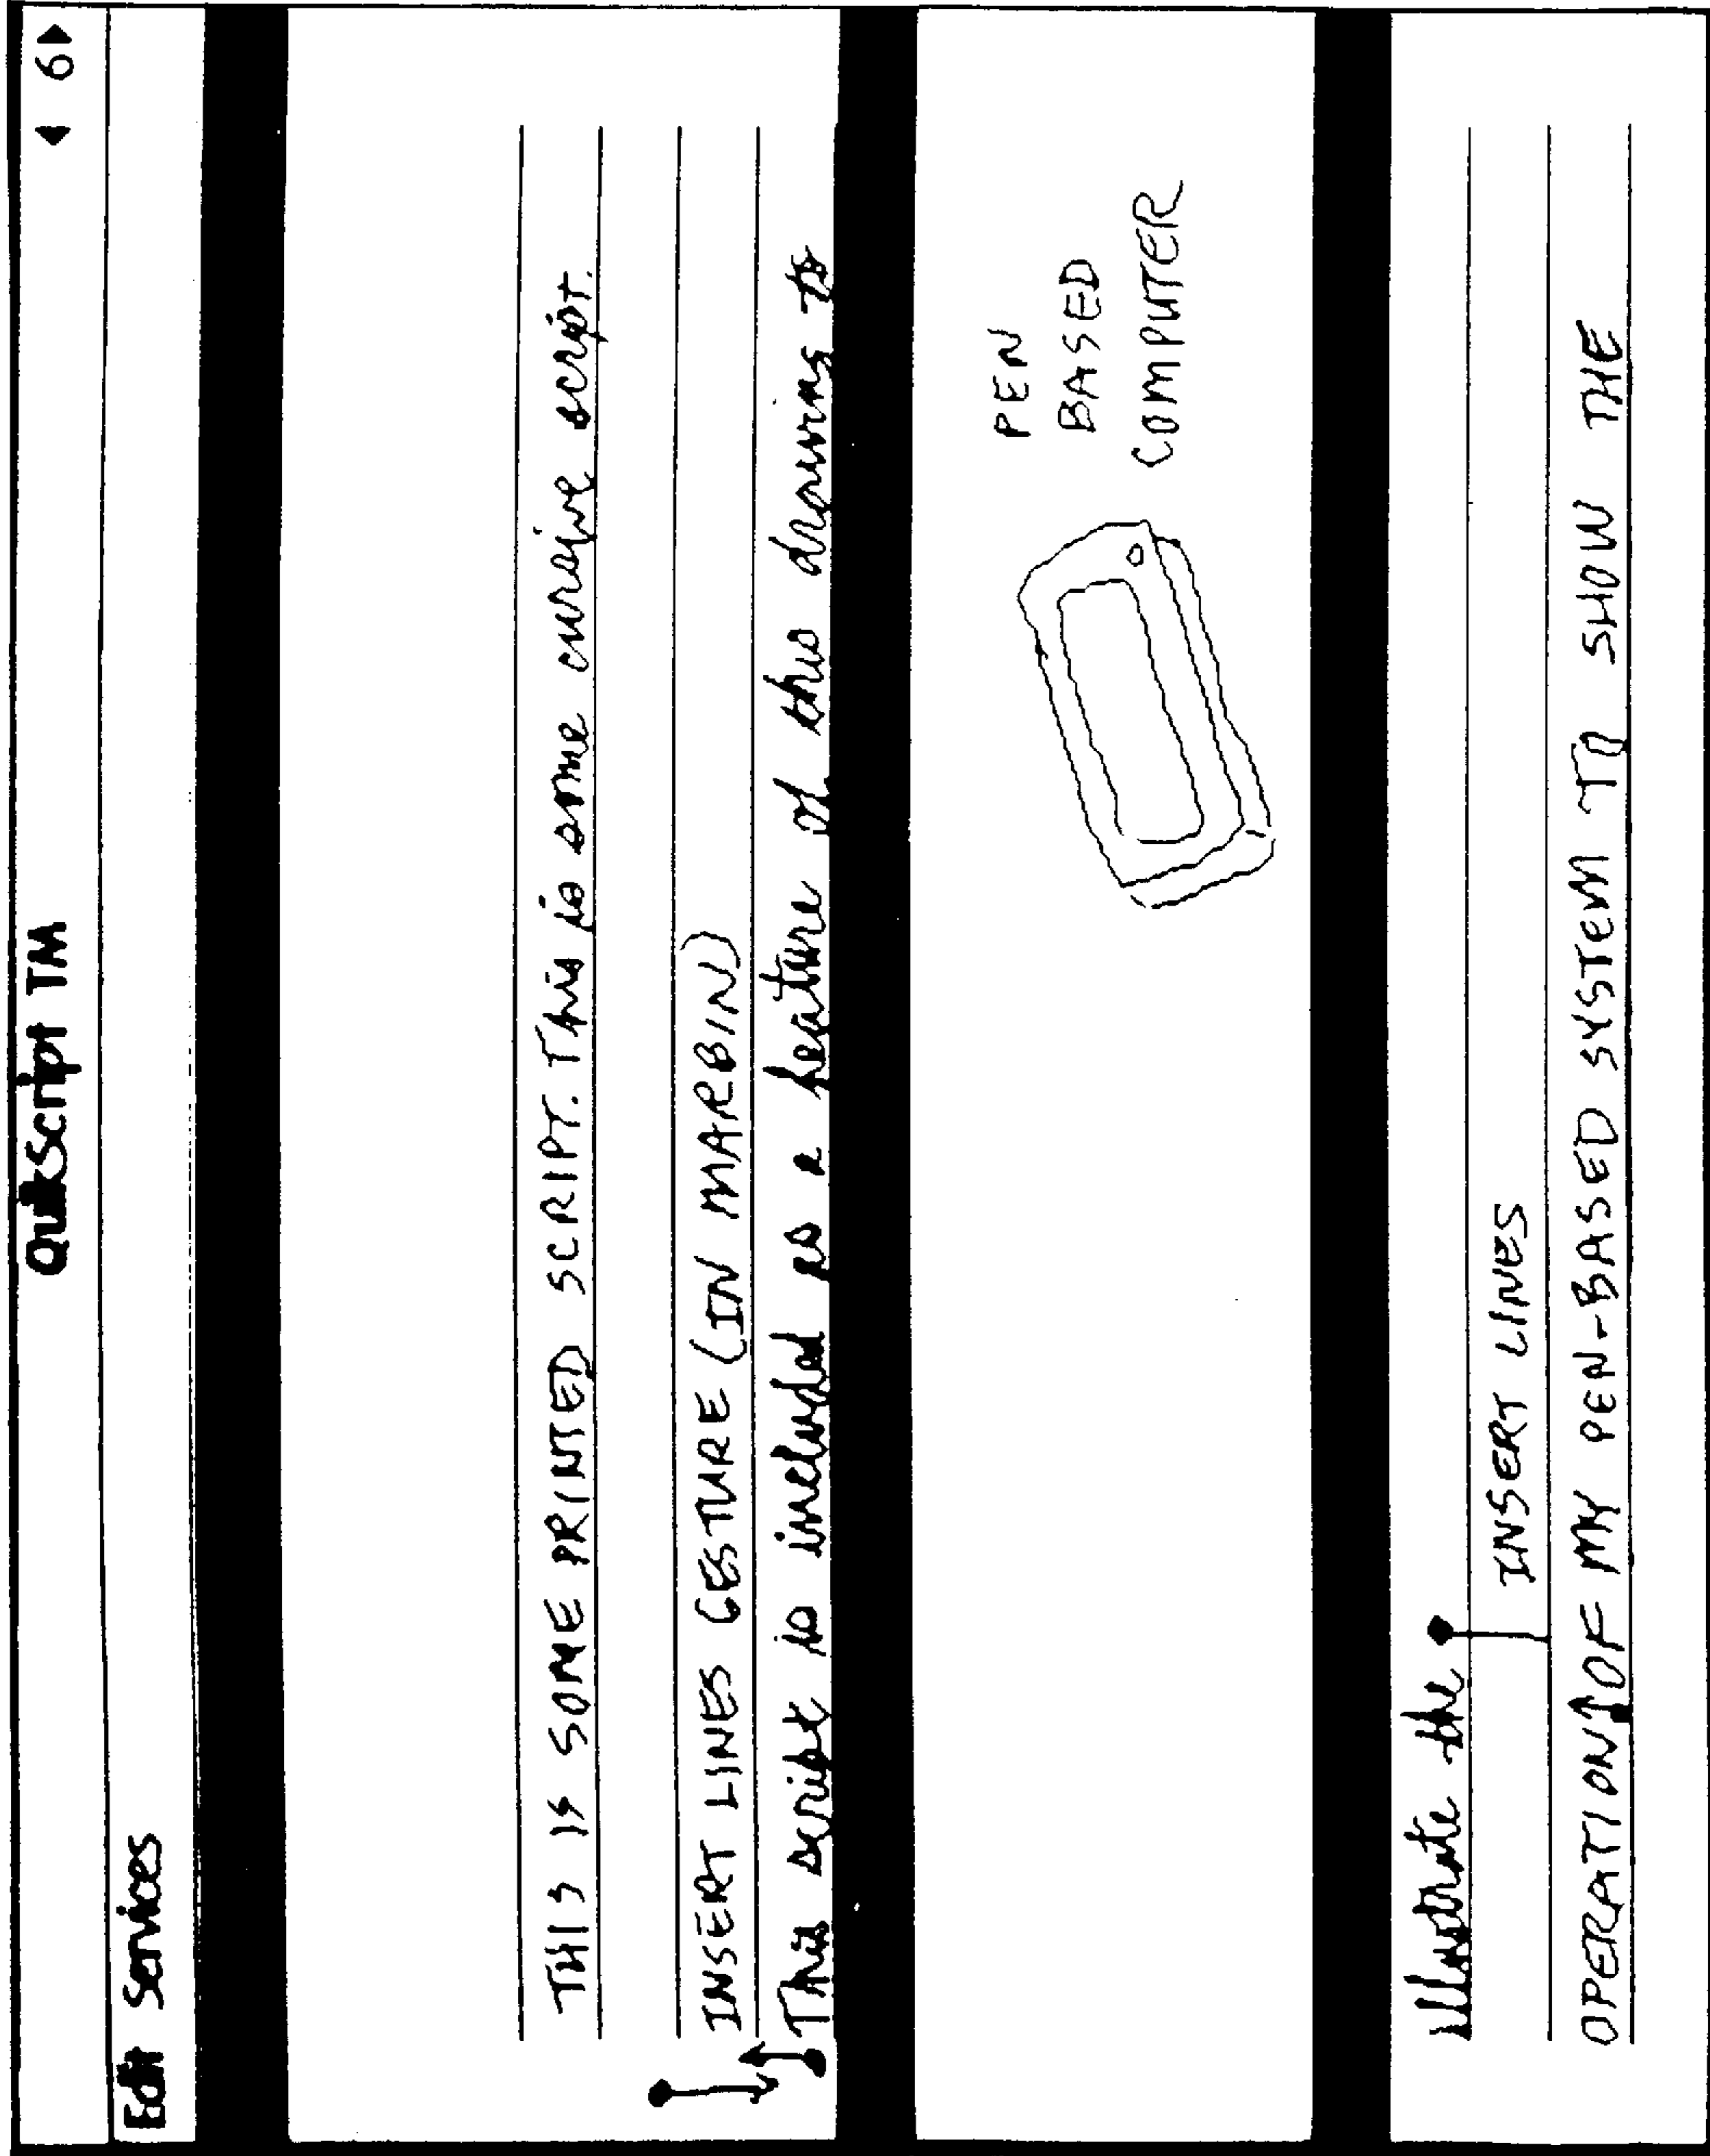 QuikScript TM
◀ 6▶
Edit Services
THIS IS SOME PRINTED SCRIPT. This is some cursive script.
INSERT LINES GESTURE (IN MARGIN)
This script is included as a feature of this drawing to
PEN
BASED
COMPUTER
illustrate the
INSERT LINES
OPERATION OF MY PEN-BASED SYSTEM TO SHOW THE